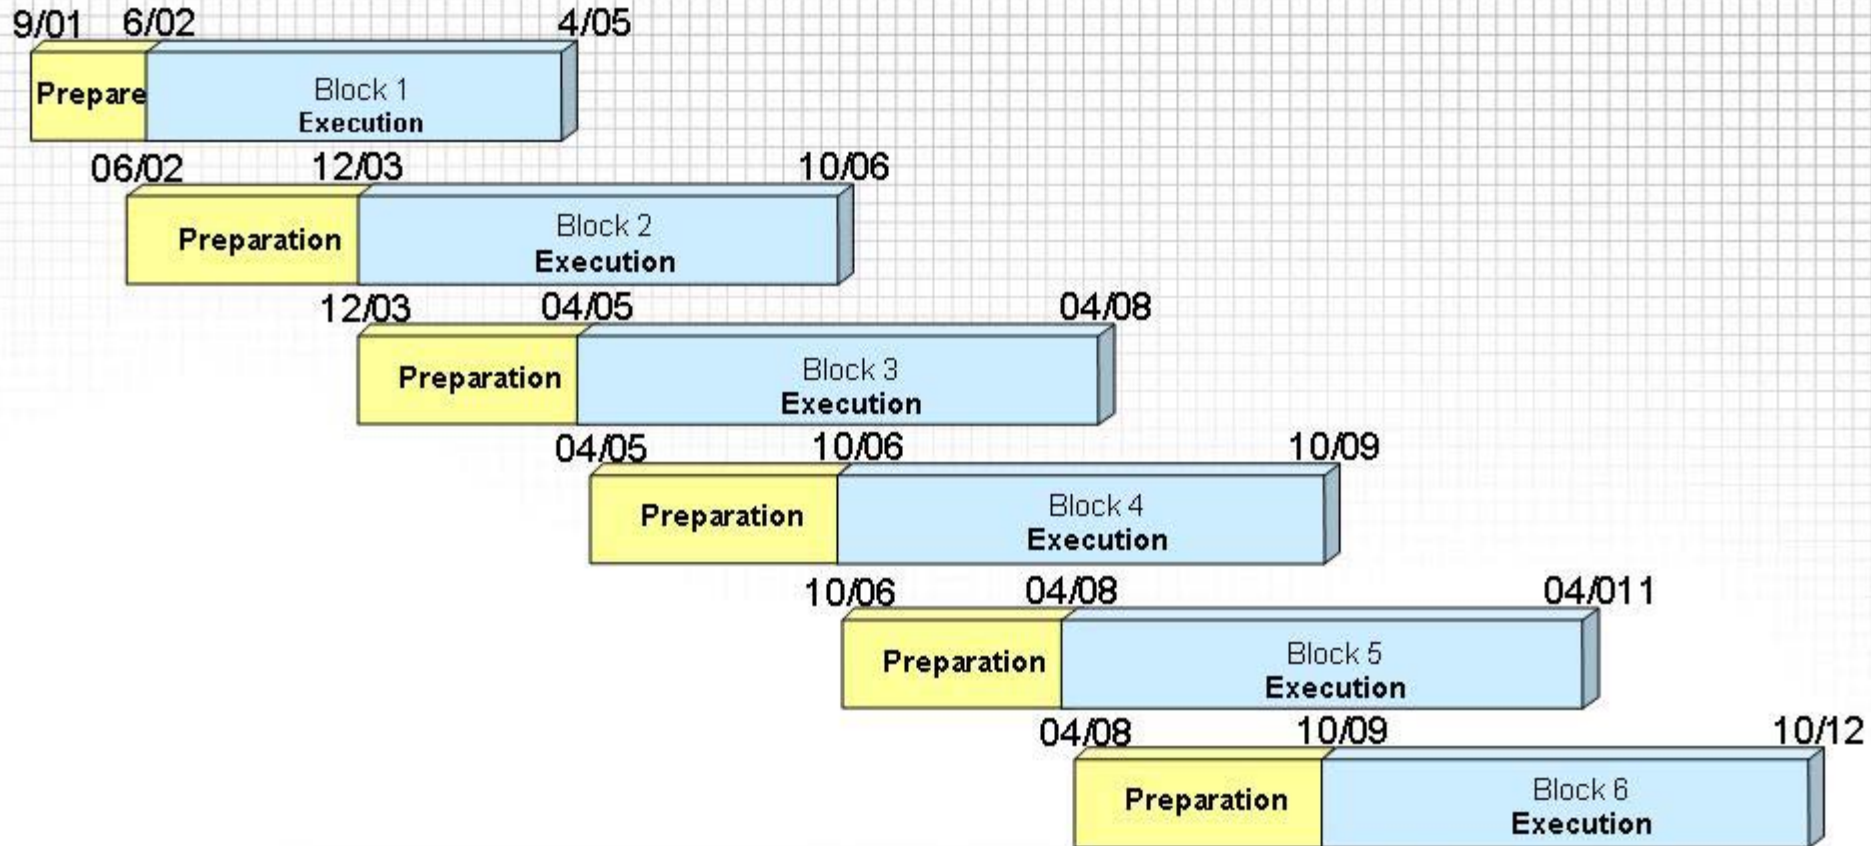 9/01 6/02 4/05
Prepare
Block 1
Execution
06/02 12/03 10/06
Preparation
Block 2
Execution
12/03 04/05 04/08
Preparation
Block 3
Execution
04/05 10/06 10/09
Preparation
Block 4
Execution
10/06 04/08 04/011
Preparation
Block 5
Execution
04/08 10/09 10/12
Preparation
Block 6
Execution